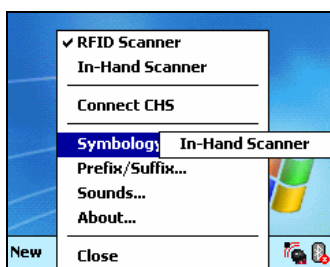 RFID Scanner
In-Hand Scanner
Connect CHS
Symbology In-Hand Scanner
Prefix/Suffix...
Sounds...
About...
New Close